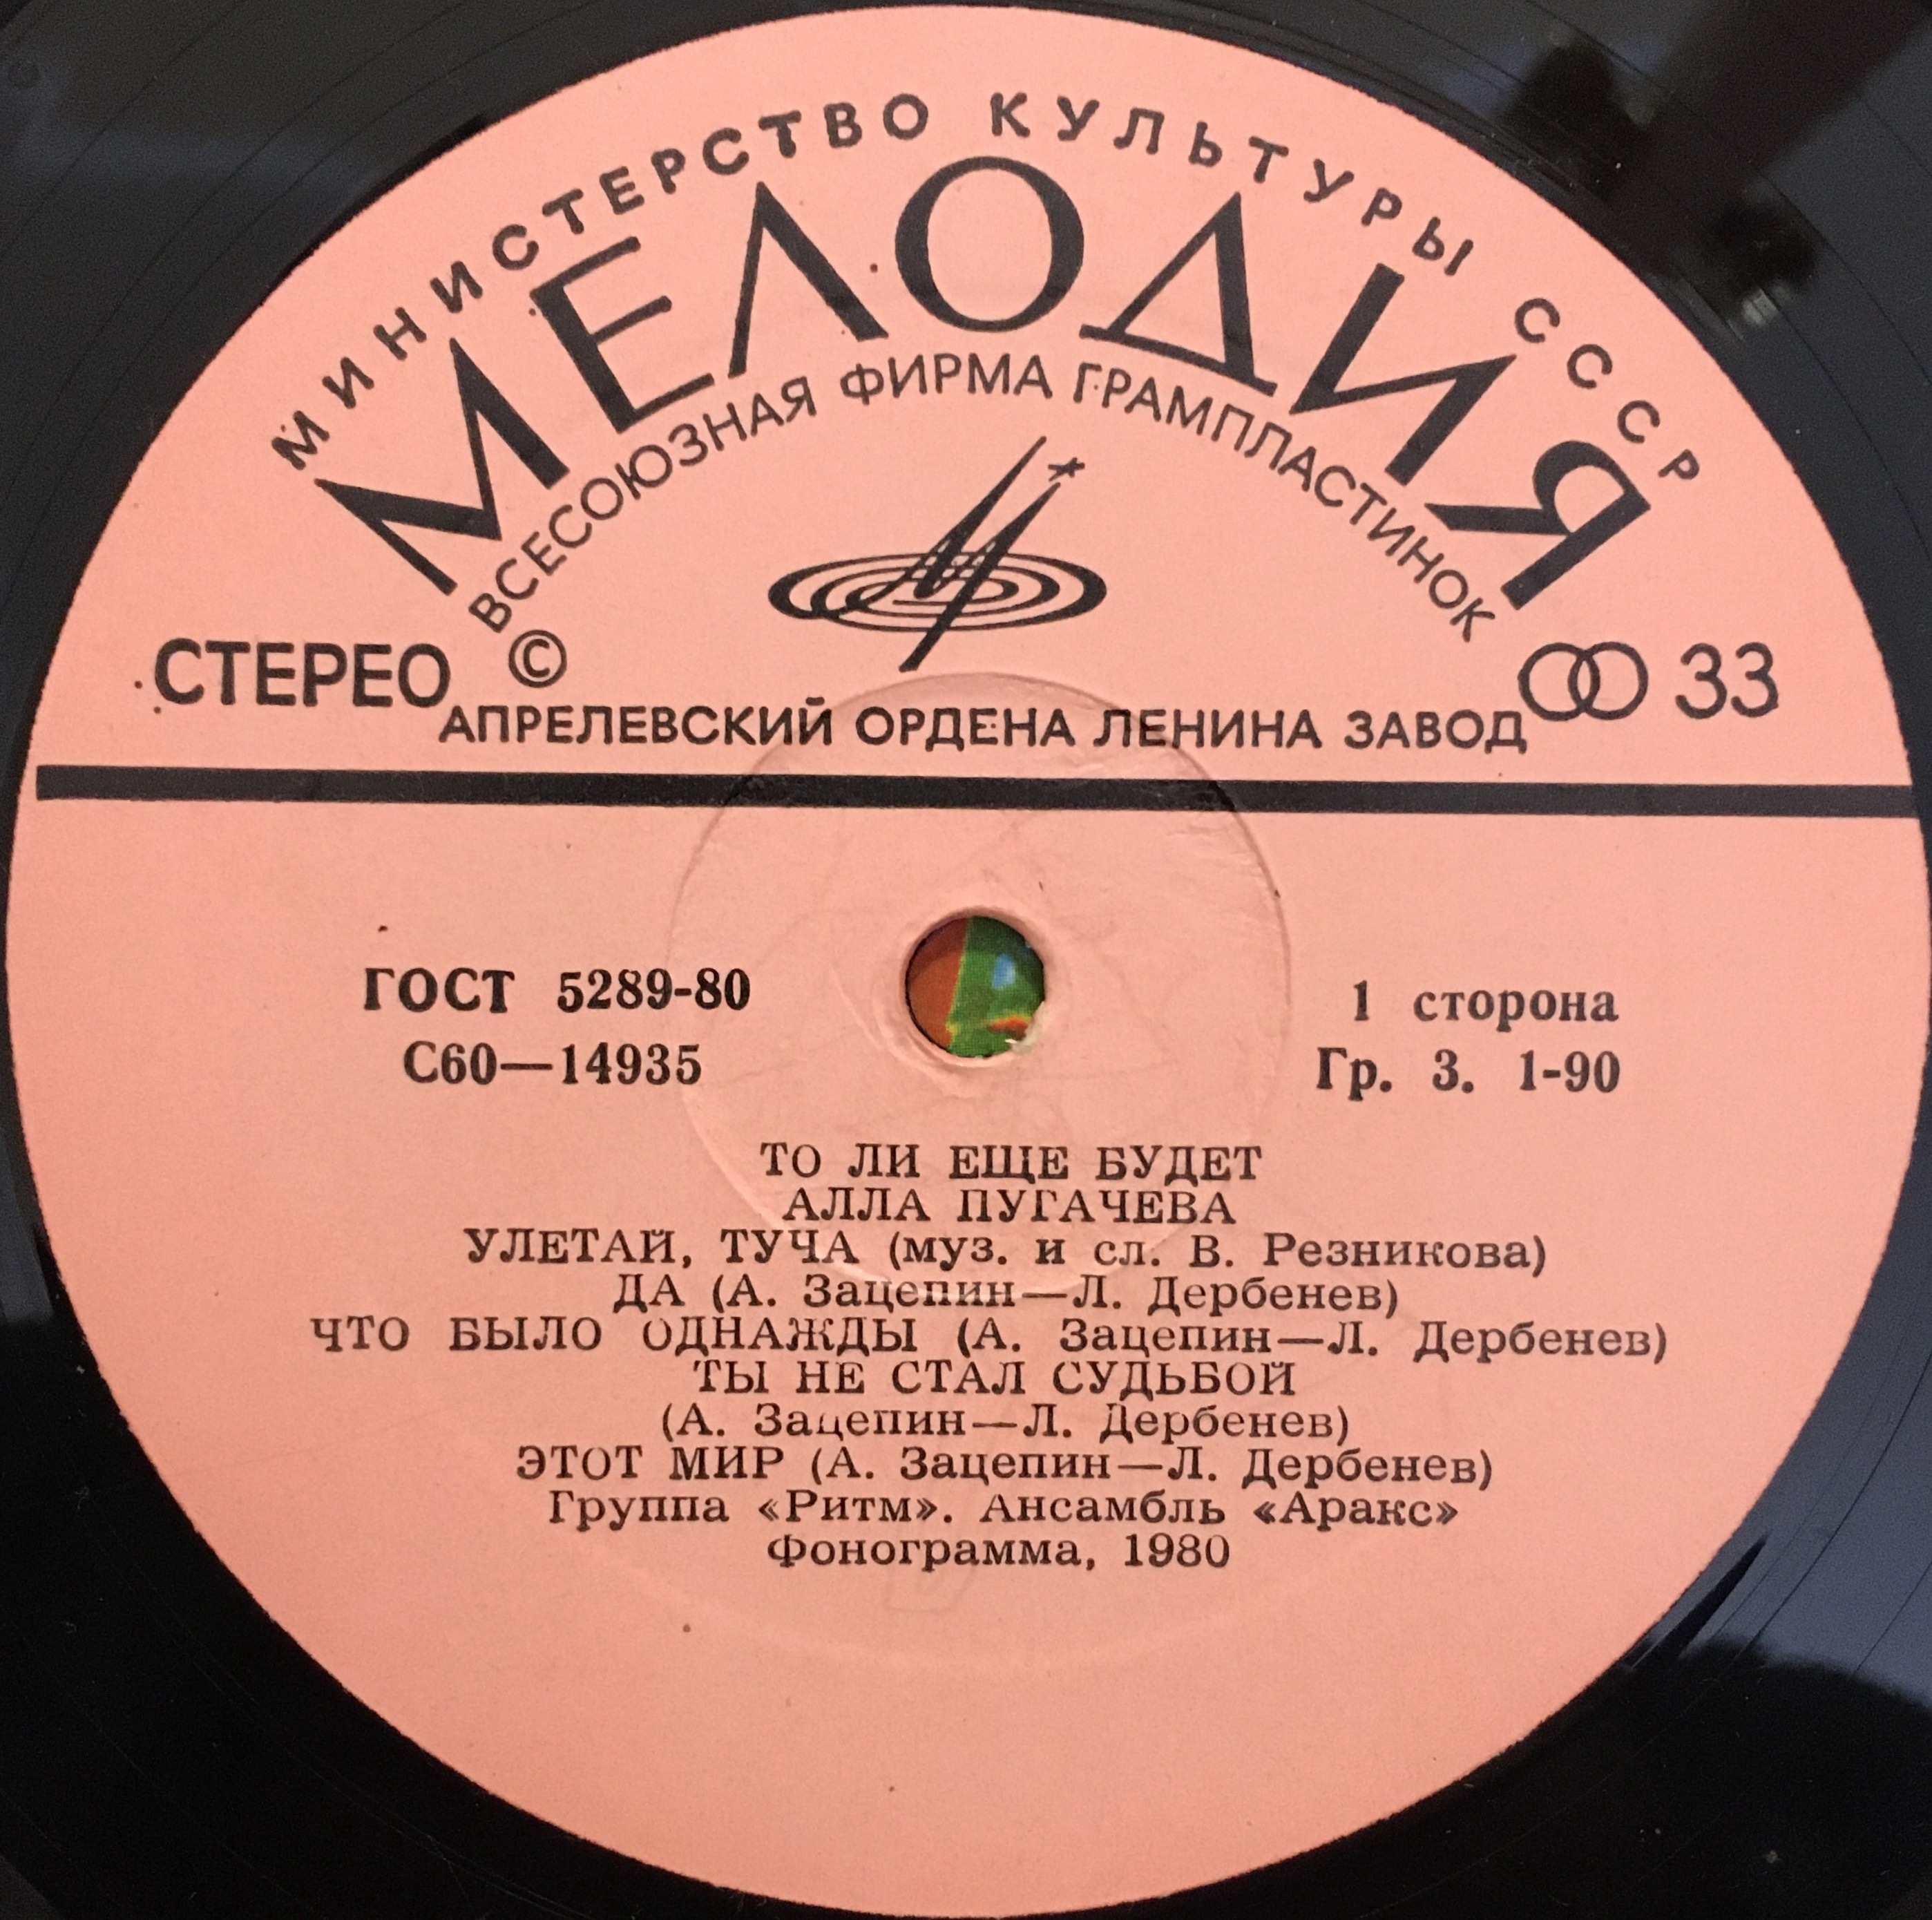 МИНИСТЕРСТВО КУЛЬТУРЫ СССР
МЕЛОДИЯ
ВСЕСОЮЗНАЯ ФИРМА ГРАМПЛАСТИНОК
СТЕРЕО © 33
АПРЕЛЕВСКИЙ ОРДЕНА ЛЕНИНА ЗАВОД
ГОСТ 5289-80
С60—14935
1 сторона
Гр. 3. 1-90
ТО ЛИ ЕЩЕ БУДЕТ
АЛЛА ПУГАЧЕВА
УЛЕТАЙ, ТУЧА (муз. и сл. В. Резникова)
ДА (А. Зацепин—Л. Дербенев)
ЧТО БЫЛО ОДНАЖДЫ (А. Зацепин—Л. Дербенев)
ТЫ НЕ СТАЛ СУДЬБОЙ
(А. Зацепин—Л. Дербенев)
ЭТОТ МИР (А. Зацепин—Л. Дербенев)
Группа «Ритм». Ансамбль «Аракс»
Фонограмма, 1980